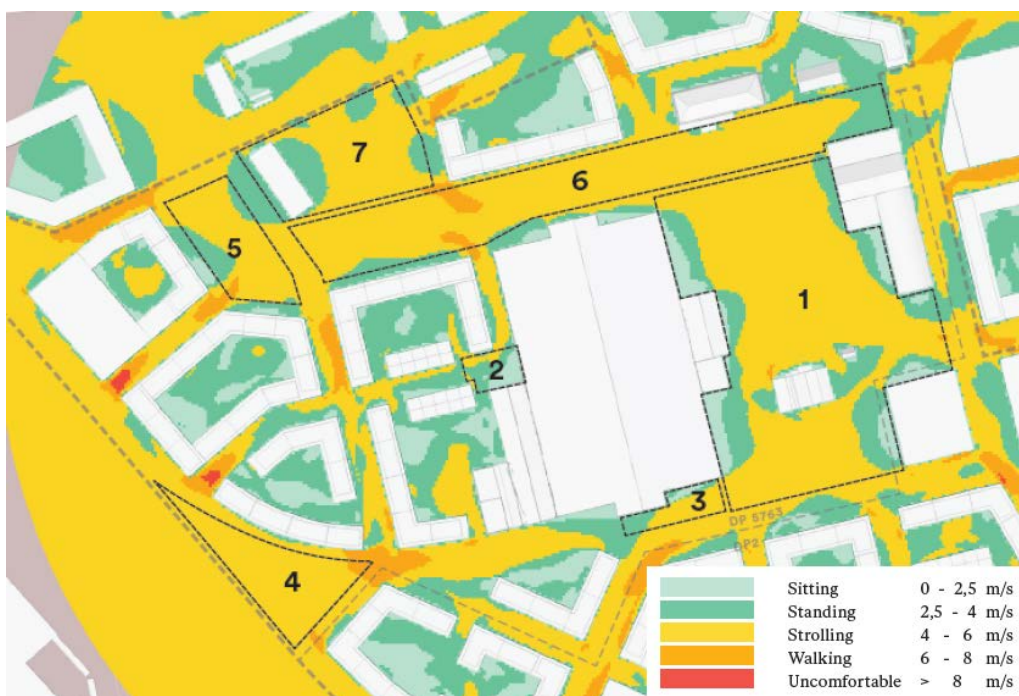 7
6
5
1
2
3
DP 5763
DP2
4
Sitting 0 - 2,5 m/s
Standing 2,5 - 4 m/s
Strolling 4 - 6 m/s
Walking 6 - 8 m/s
Uncomfortable > 8 m/s